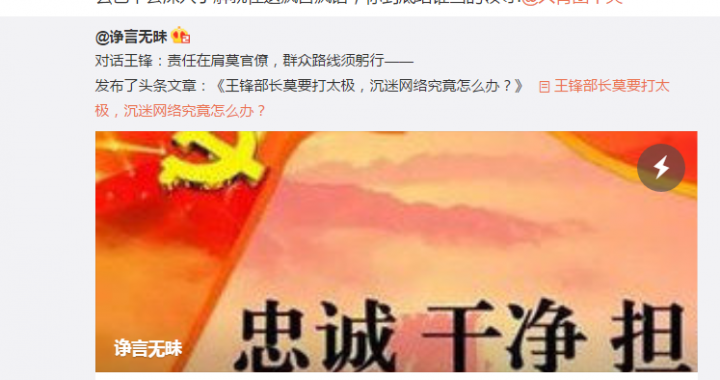 @诤言无昧
对话王锋：责任在肩莫官僚，群众路线须躬行——
发布了头条文章：《王锋部长莫要打太极，沉迷网络究竟怎么办？》 王锋部长莫要打太
极，沉迷网络究竟怎么办？
忠诚 干净 担
诤言无昧